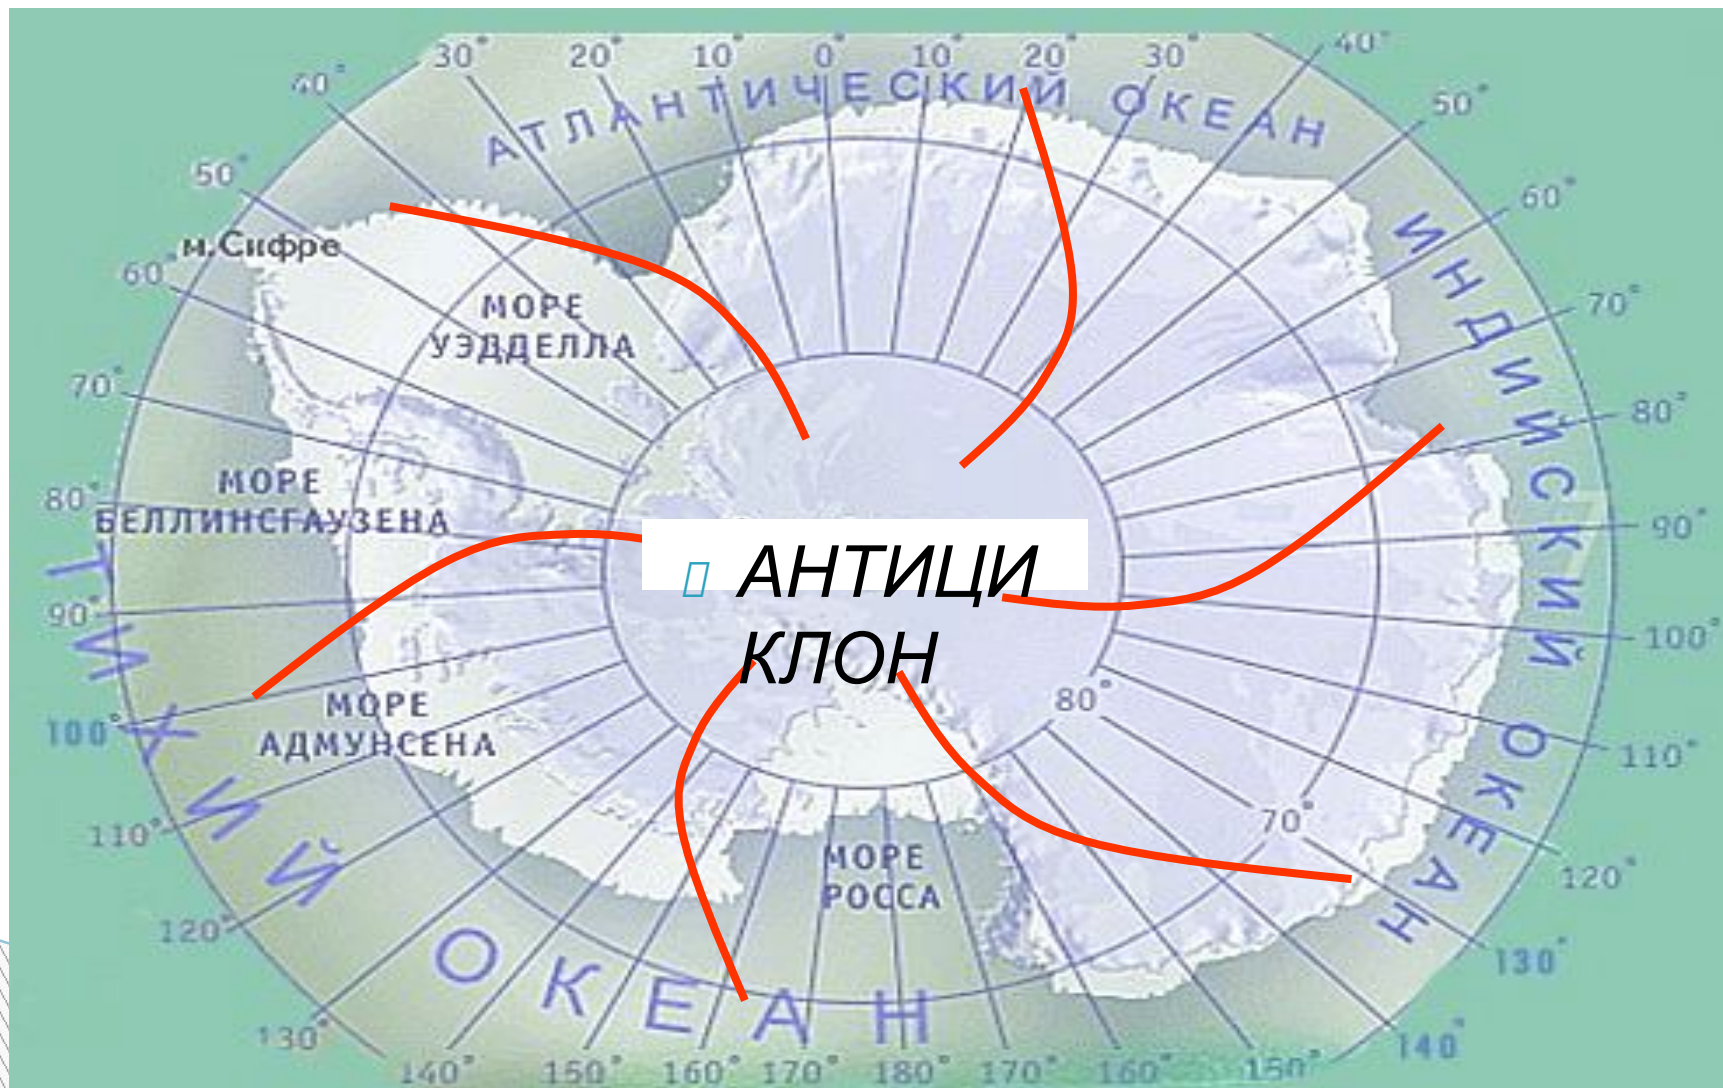 30° 20° 10° 0° 10° 20° 30° 40°
40°
50°
АТЛАНТИЧЕСКИЙ ОКЕАН
50°
60°
м.Сифре
60°
70°
МОРЕ
УЭДДЕЛЛА
ИНДИЙСКИЙ ОКЕАН
70°
80°
МОРЕ
БЕЛЛИНСГАУЗЕНА
80°
90°
АНТИЦИ
КЛОН
90°
100°
МОРЕ
АДМУНСЕНА
80°
100°
110°
ТИХИЙ ОКЕАН
110°
70°
120°
МОРЕ
РОССА
120°
130°
130°
140°
140° 150° 160° 170° 180° 170° 160° 150°